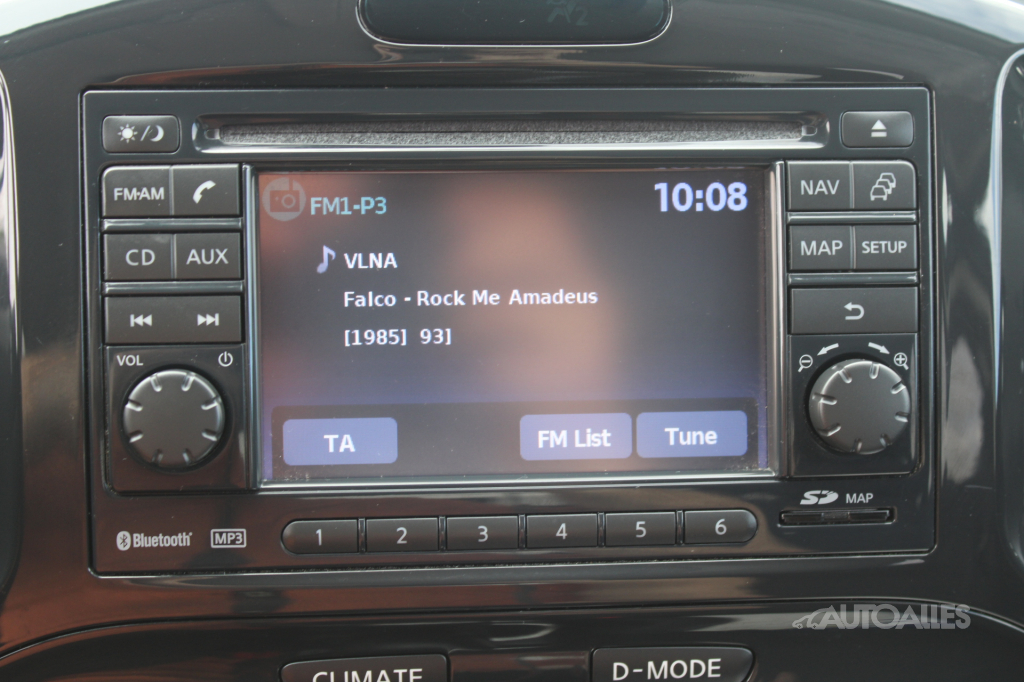 FM1-P3 10:08
VLNA
Falco - Rock Me Amadeus
[1985] 93]
TA FM List Tune
FM·AM
CD AUX
VOL
NAV
MAP SETUP
SD MAP
Bluetooth MP3 1 2 3 4 5 6
AUTOALLES
CLIMATE D-MODE